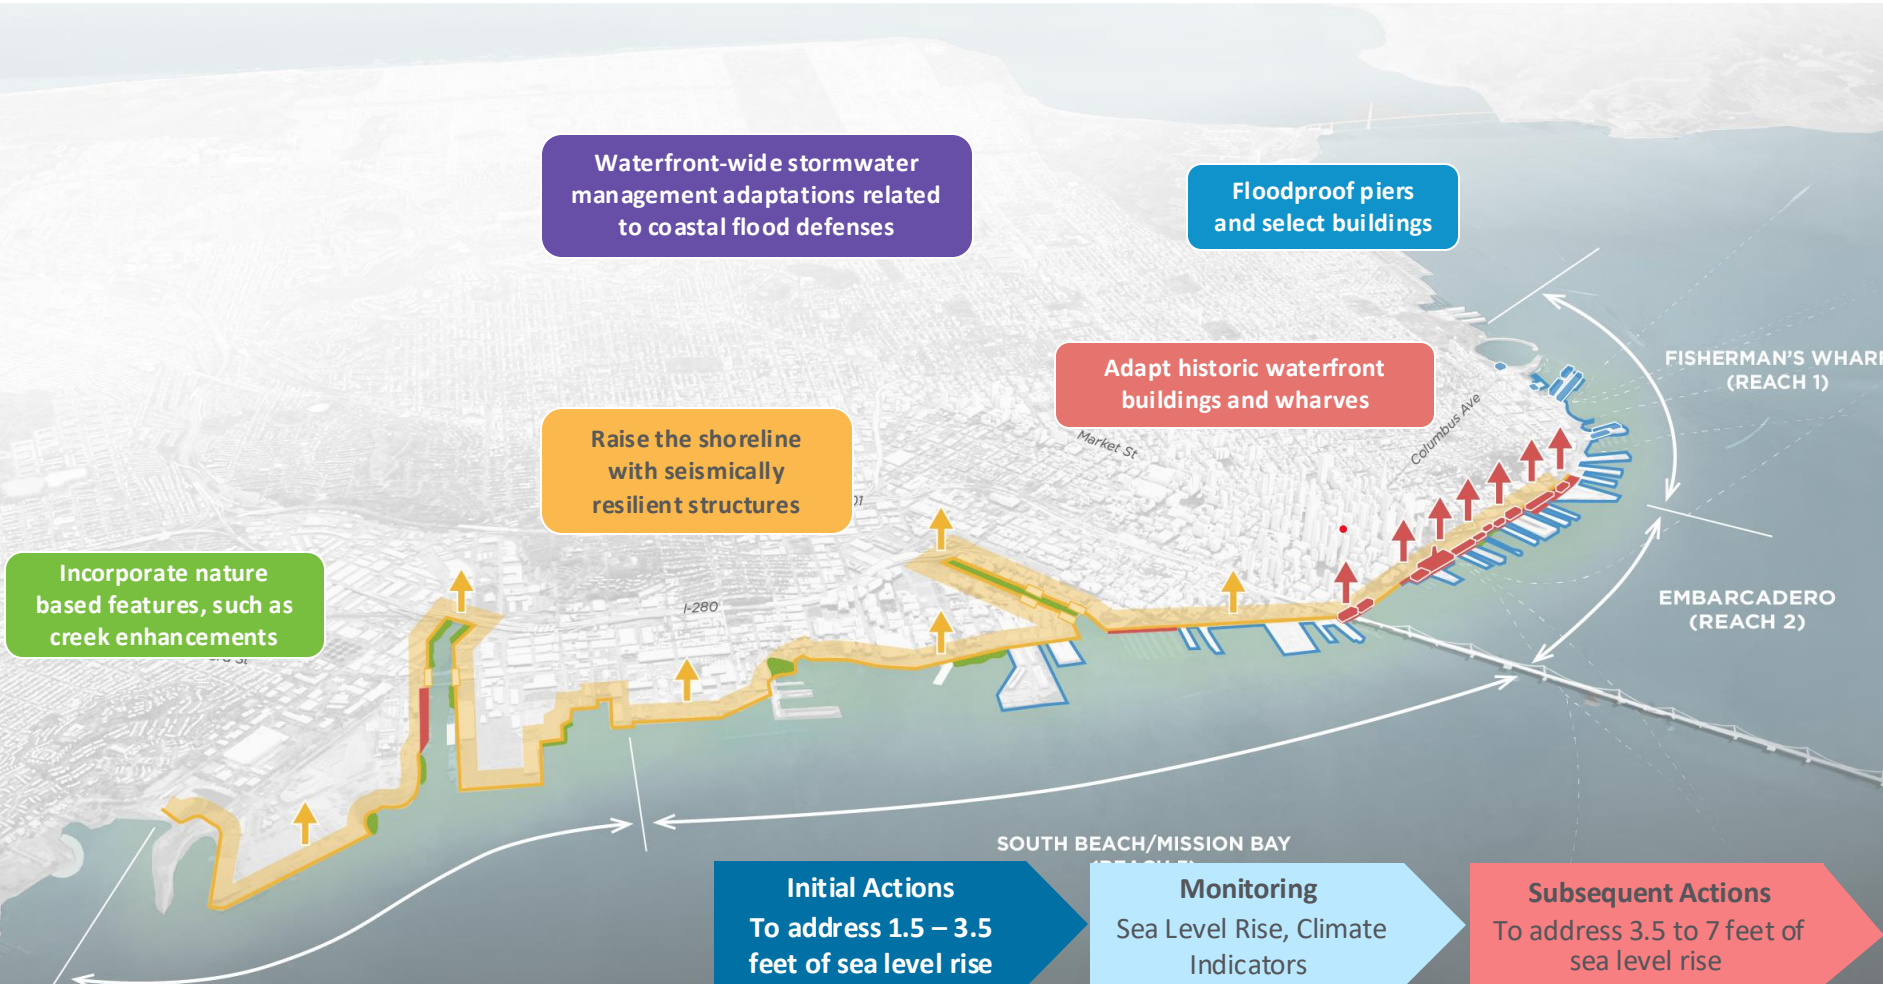 Waterfront-wide stormwater
management adaptations related
to coastal flood defenses
Floodproof piers
and select buildings
FISHERMAN'S WHARF
(REACH 1)
Adapt historic waterfront
buildings and wharves
Columbus Ave
Market St
Raise the shoreline
with seismically
resilient structures
Incorporate nature
based features, such as
creek enhancements
I-280
EMBARCADERO
(REACH 2)
SOUTH BEACH/MISSION BAY
Initial Actions
To address 1.5 – 3.5
feet of sea level rise
Monitoring
Sea Level Rise, Climate
Indicators
Subsequent Actions
To address 3.5 to 7 feet of
sea level rise